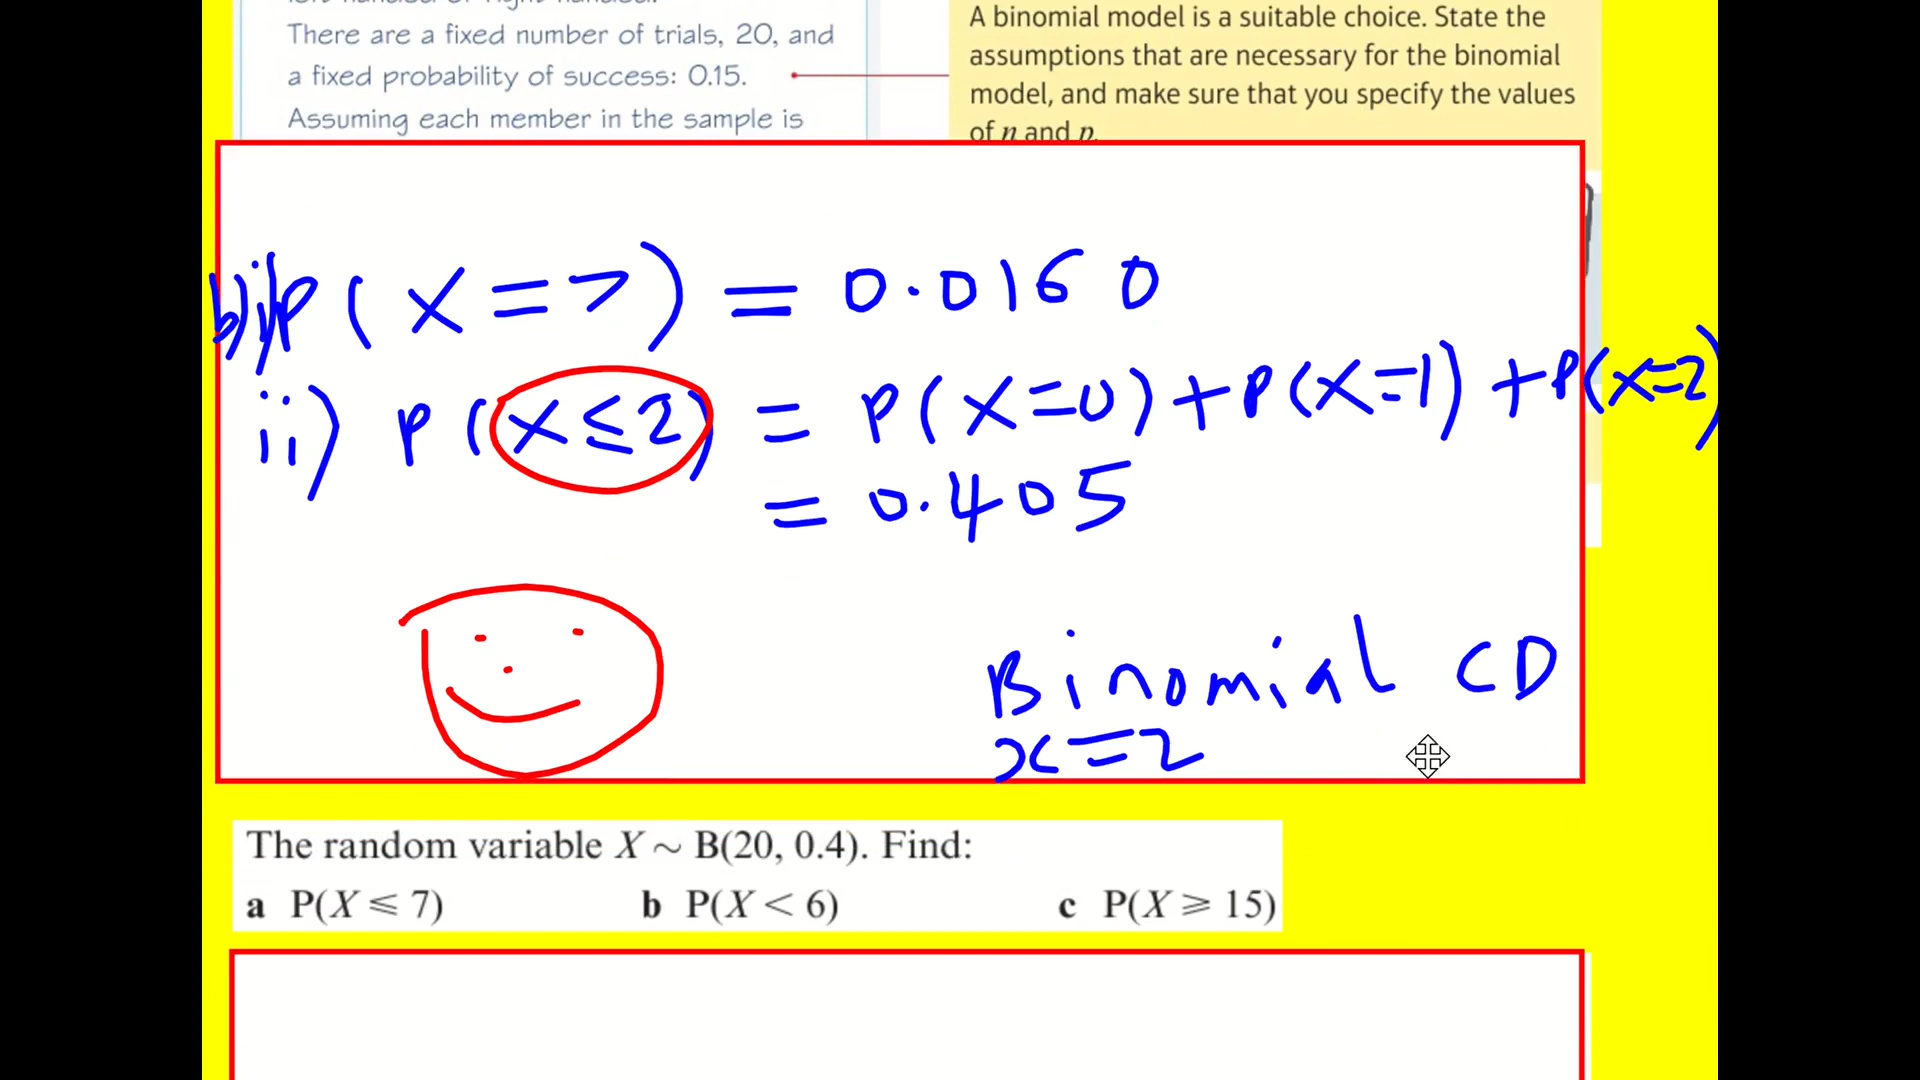 There are a fixed number of trials, 20, and
a fixed probability of success: 0.15.
Assuming each member in the sample is
A binomial model is a suitable choice. State the
assumptions that are necessary for the binomial
model, and make sure that you specify the values
of n and p.
b)i) P(X=7) = 0.0160
ii) P(X≤2) = P(X=0)+P(X=1)+P(X=2)
= 0.405
Binomial CD
x=2
The random variable X ~ B(20, 0.4). Find:
a P(X ⩽ 7) b P(X < 6) c P(X ⩾ 15)